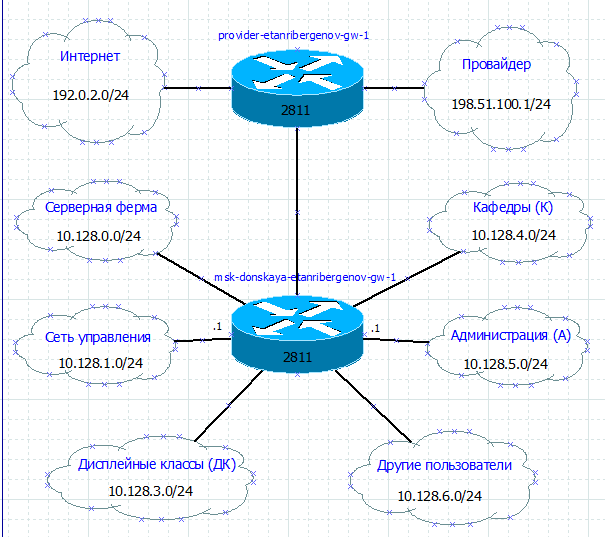 provider-etanribergenov-gw-1
Интернет
192.0.2.0/24
2811
Провайдер
198.51.100.1/24
Серверная ферма
10.128.0.0/24
Кафедры (К)
10.128.4.0/24
msk-donskaya-etanribergenov-gw-1
.1
.1
Сеть управления
10.128.1.0/24
2811
Администрация (А)
10.128.5.0/24
Дисплейные классы (ДК)
10.128.3.0/24
Другие пользователи
10.128.6.0/24